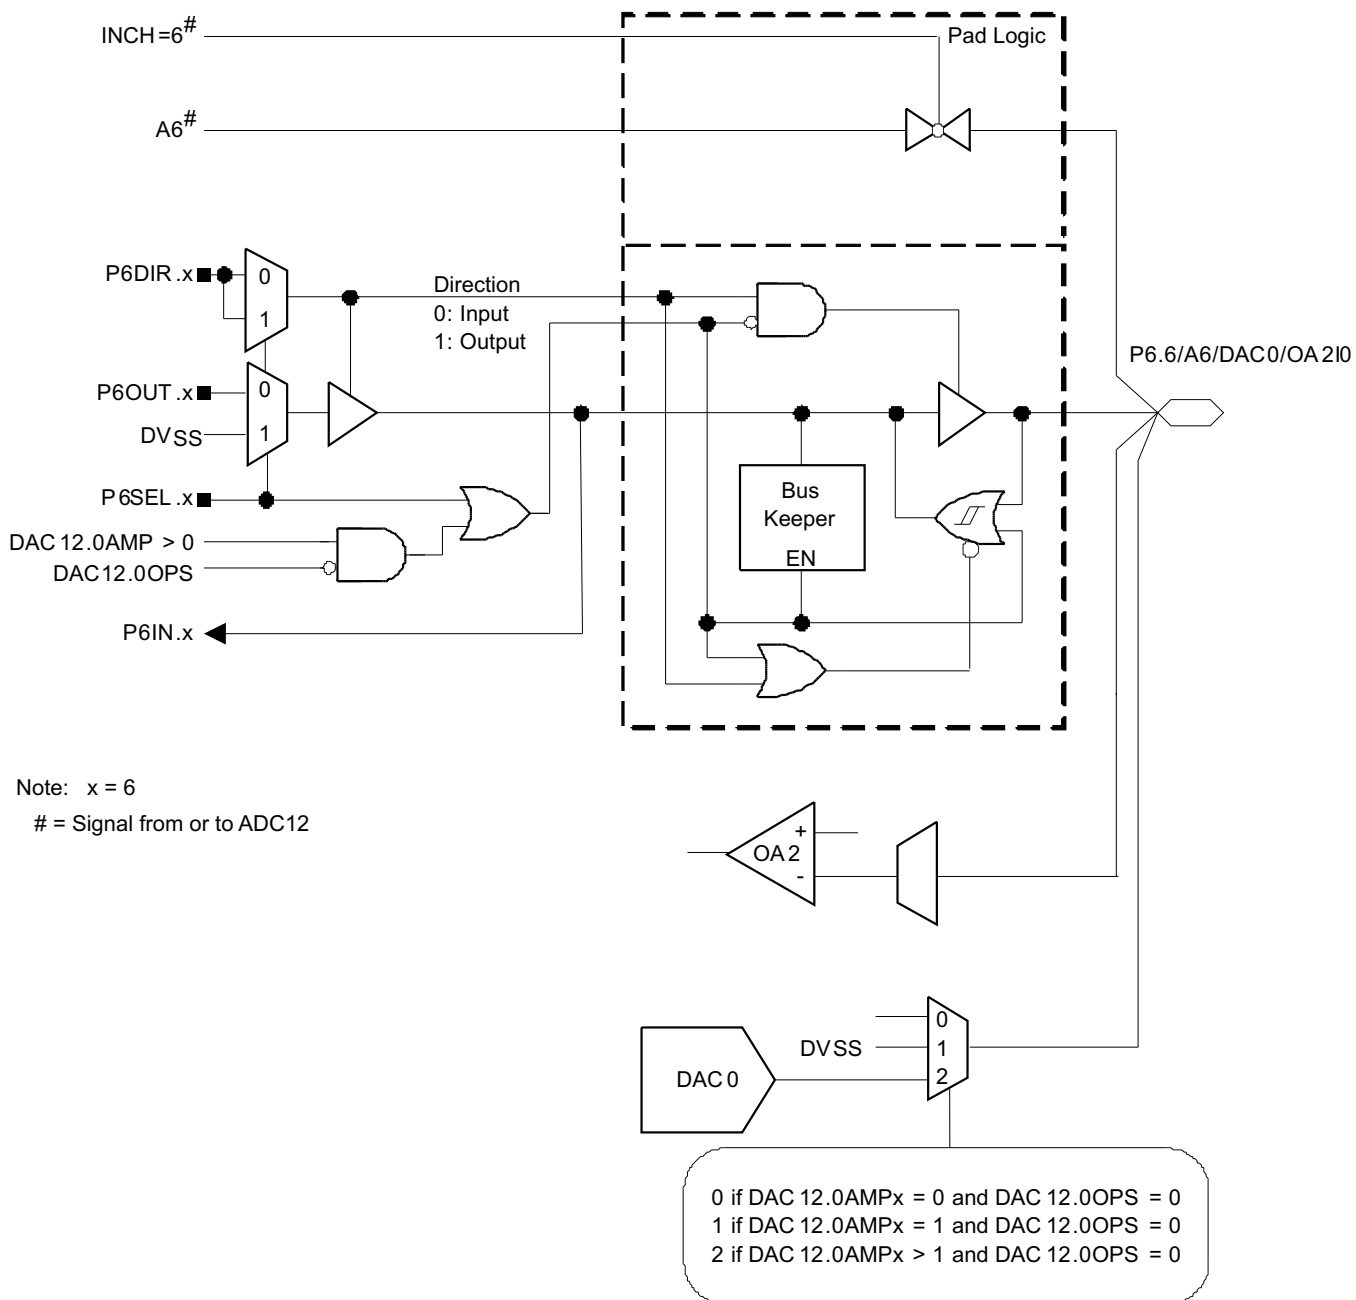 INCH=6#
Pad Logic
A6#
P6DIR.x
0
1
Direction
0: Input
1: Output
P6.6/A6/DAC0/OA2I0
P6OUT.x
0
DVSS
1
P6SEL.x
Bus
Keeper
EN
DAC12.0AMP > 0
DAC12.0OPS
P6IN.x
Note: x = 6
# = Signal from or to ADC12
+
OA2
-
0
DVSS
1
DAC0
2
0 if DAC12.0AMPx = 0 and DAC12.0OPS = 0
1 if DAC12.0AMPx = 1 and DAC12.0OPS = 0
2 if DAC12.0AMPx > 1 and DAC12.0OPS = 0